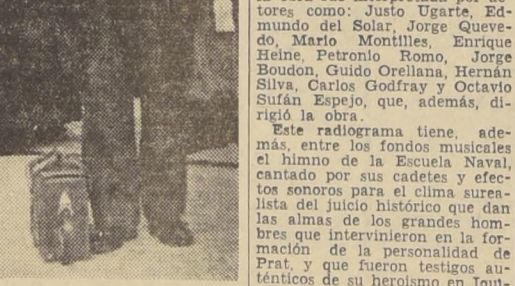 tores como: Justo Ugarte, Ed-
mundo del Solar, Jorge Queve-
do, Mario Montilles, Enrique
Heine, Petronio Romo, Jorge
Boudon, Guido Orellana, Hernán
Silva, Carlos Godfray y Octavio
Sufán Espejo, que, además, di-
rigió la obra.
Este radiograma tiene, ade-
más, entre los fondos musicales
el himno de la Escuela Naval,
cantado por sus cadetes y efec-
tos sonoros para el clima surea-
lista del juicio histórico que dan
las almas de los grandes hom-
bres que intervinieron en la for-
mación de la personalidad de
Prat, y que fueron testigos au-
ténticos de su heroismo en Iqui-